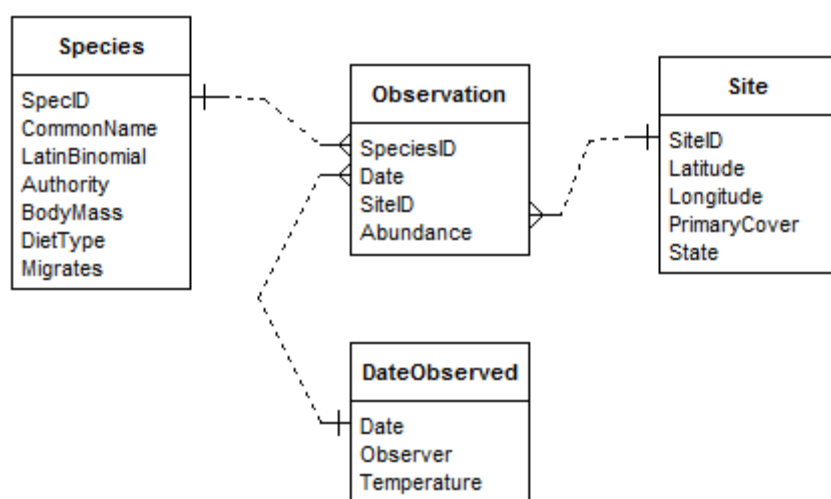 Species
SpecID
CommonName
LatinBinomial
Authority
BodyMass
DietType
Migrates
Observation
SpeciesID
Date
SiteID
Abundance
Site
SiteID
Latitude
Longitude
PrimaryCover
State
DateObserved
Date
Observer
Temperature